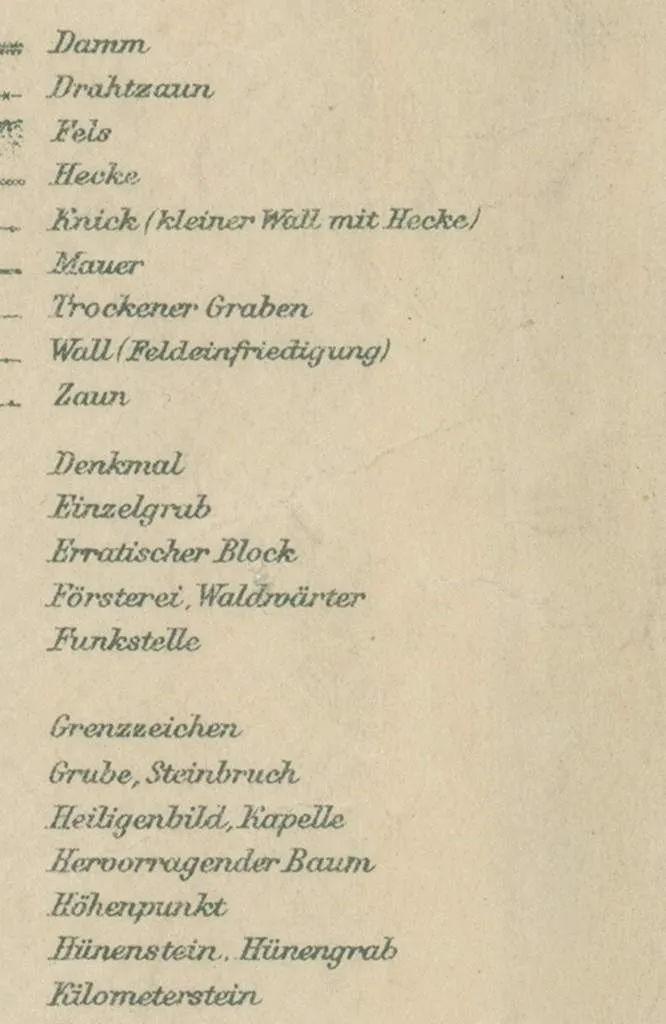 Damm
Drahtzaun
Fels
Hecke
Knick (kleiner Wall mit Hecke)
Mauer
Trockener Graben
Wall (Feldeinfriedigung)
Zaun
Denkmal
Einzelgrab
Erratischer Block
Försterei, Waldwärter
Funkstelle
Grenzzeichen
Grube, Steinbruch
Heiligenbild, Kapelle
Hervorragender Baum
Höhenpunkt
Hünenstein, Hünengrab
Kilometerstein